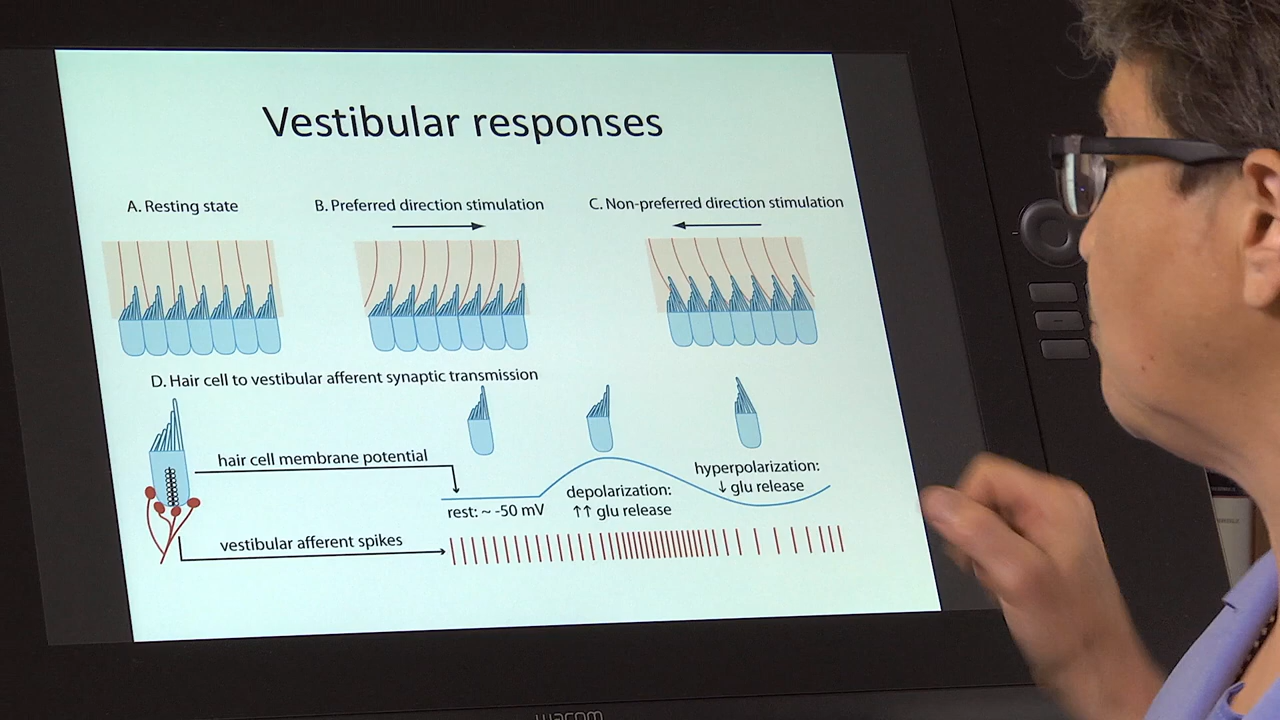 Vestibular responses
A. Resting state
B. Preferred direction stimulation
C. Non-preferred direction stimulation
D. Hair cell to vestibular afferent synaptic transmission
hair cell membrane potential
rest: ~ -50 mV
depolarization:
↑↑ glu release
hyperpolarization:
↓ glu release
vestibular afferent spikes
wacom